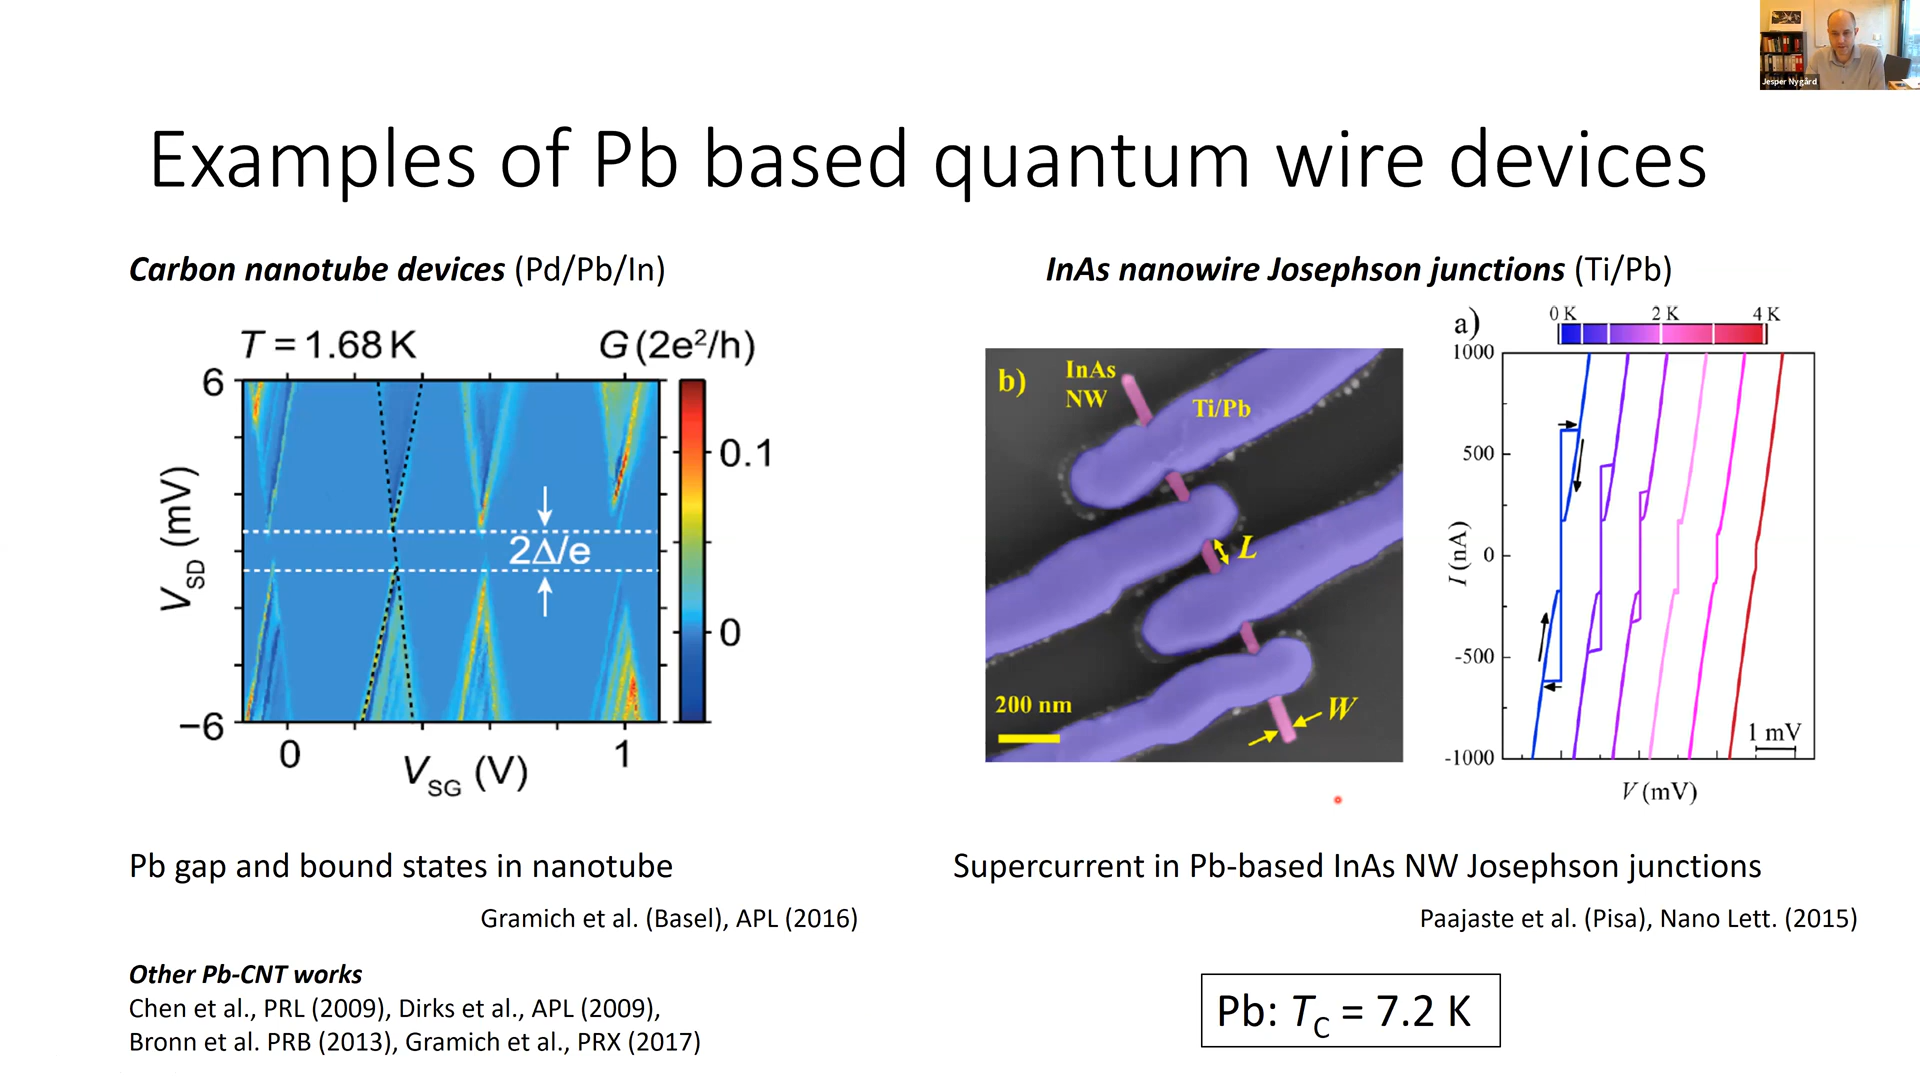 Jesper Nygård
Examples of Pb based quantum wire devices
Carbon nanotube devices (Pd/Pb/In)
T = 1.68 K
G (2e²/h)
6
−6
V_SD (mV)
2Δ/e
0.1
0
0
1
V_SG (V)
Pb gap and bound states in nanotube
Gramich et al. (Basel), APL (2016)
Other Pb-CNT works
Chen et al., PRL (2009), Dirks et al., APL (2009),
Bronn et al. PRB (2013), Gramich et al., PRX (2017)
InAs nanowire Josephson junctions (Ti/Pb)
b)
InAs
NW
Ti/Pb
L
W
200 nm
a)
0 K
2 K
4 K
1000
500
0
-500
-1000
I (nA)
1 mV
V (mV)
Supercurrent in Pb-based InAs NW Josephson junctions
Paajaste et al. (Pisa), Nano Lett. (2015)
Pb: T_C = 7.2 K